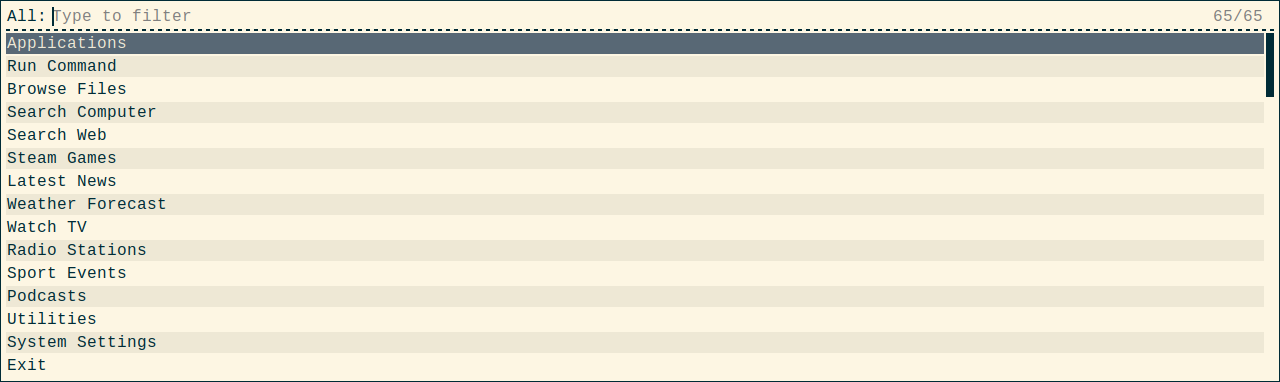 All: Type to filter 65/65
Applications
Run Command
Browse Files
Search Computer
Search Web
Steam Games
Latest News
Weather Forecast
Watch TV
Radio Stations
Sport Events
Podcasts
Utilities
System Settings
Exit